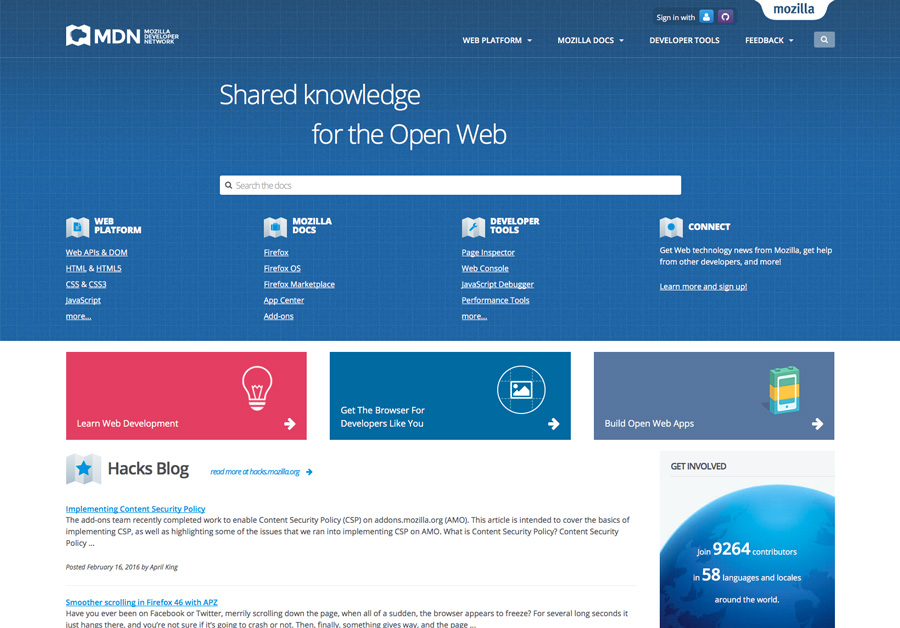 Sign in with
mozilla
MDN MOZILLA
DEVELOPER
NETWORK
WEB PLATFORM
MOZILLA DOCS
DEVELOPER TOOLS
FEEDBACK
Shared knowledge
for the Open Web
Search the docs
WEB
PLATFORM
Web APIs & DOM
HTML & HTML5
CSS & CSS3
JavaScript
more...
MOZILLA
DOCS
Firefox
Firefox OS
Firefox Marketplace
App Center
Add-ons
DEVELOPER
TOOLS
Page Inspector
Web Console
JavaScript Debugger
Performance Tools
more...
CONNECT
Get Web technology news from Mozilla, get help
from other developers, and more!
Learn more and sign up!
Learn Web Development
Get The Browser For
Developers Like You
Build Open Web Apps
Hacks Blog
read more at hacks.mozilla.org
Implementing Content Security Policy
The add-ons team recently completed work to enable Content Security Policy (CSP) on addons.mozilla.org (AMO). This article is intended to cover the basics of
implementing CSP, as well as highlighting some of the issues that we ran into implementing CSP on AMO. What is Content Security Policy? Content Security
Policy ...
Posted February 16, 2016 by April King
Smoother scrolling in Firefox 46 with APZ
Have you ever been on Facebook or Twitter, merrily scrolling down the page, when all of a sudden, the browser appears to freeze? For several long seconds it
just hangs there, and you're not sure if it's going to crash or not. Then, finally, something gives way, and the page ...
GET INVOLVED
Join 9264 contributors
in 58 languages and locales
around the world.